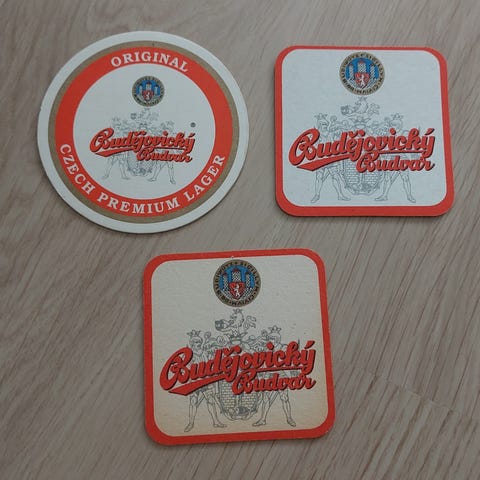 ORIGINAL
Budějovický
Budvar
®
CZECH PREMIUM LAGER
Budějovický
Budvar
Budějovický
Budvar